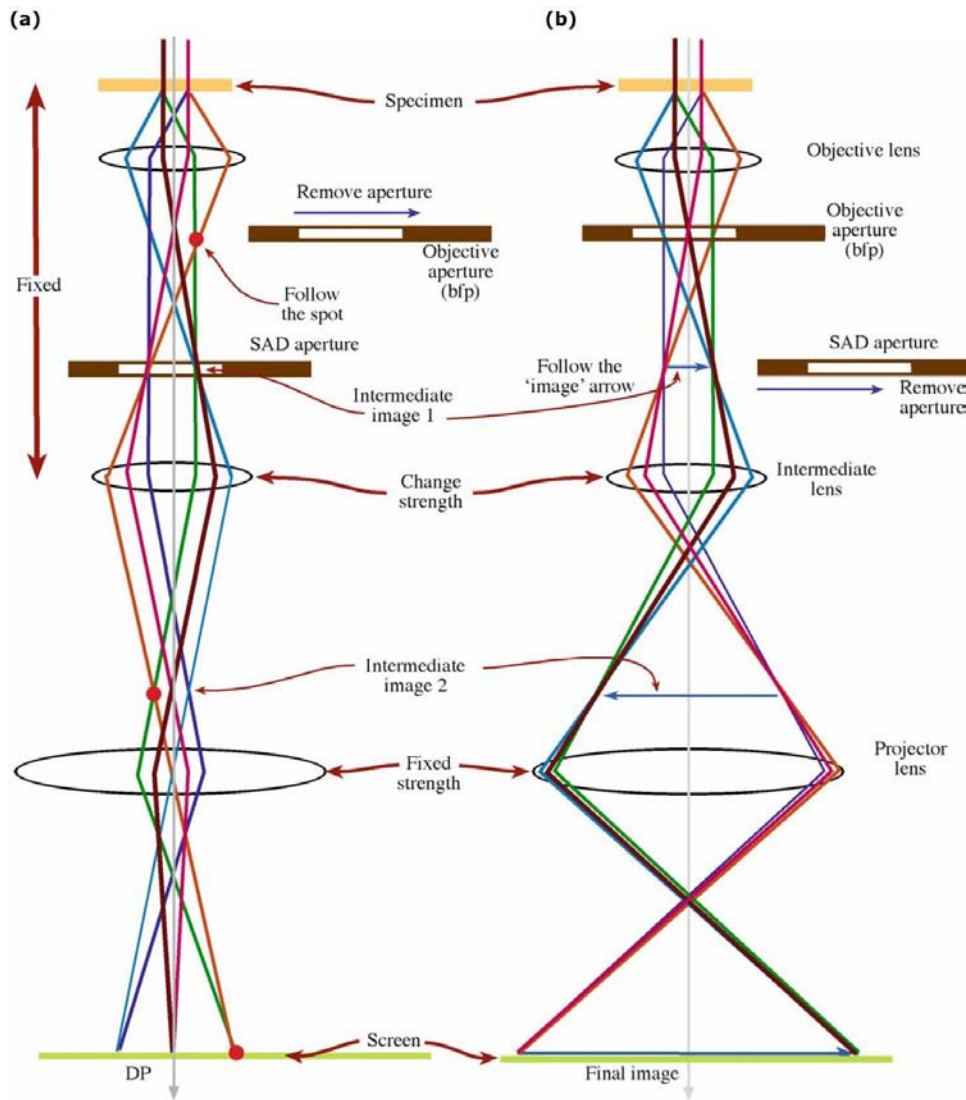 (a)
(b)
Specimen
Objective lens
Remove aperture
Objective
aperture
(bfp)
Objective
aperture
(bfp)
Fixed
Follow
the spot
SAD aperture
SAD aperture
Follow the
'image' arrow
Intermediate
image 1
Remove
aperture
Intermediate
lens
Change
strength
Intermediate
image 2
Projector
lens
Fixed
strength
Screen
DP
Final image